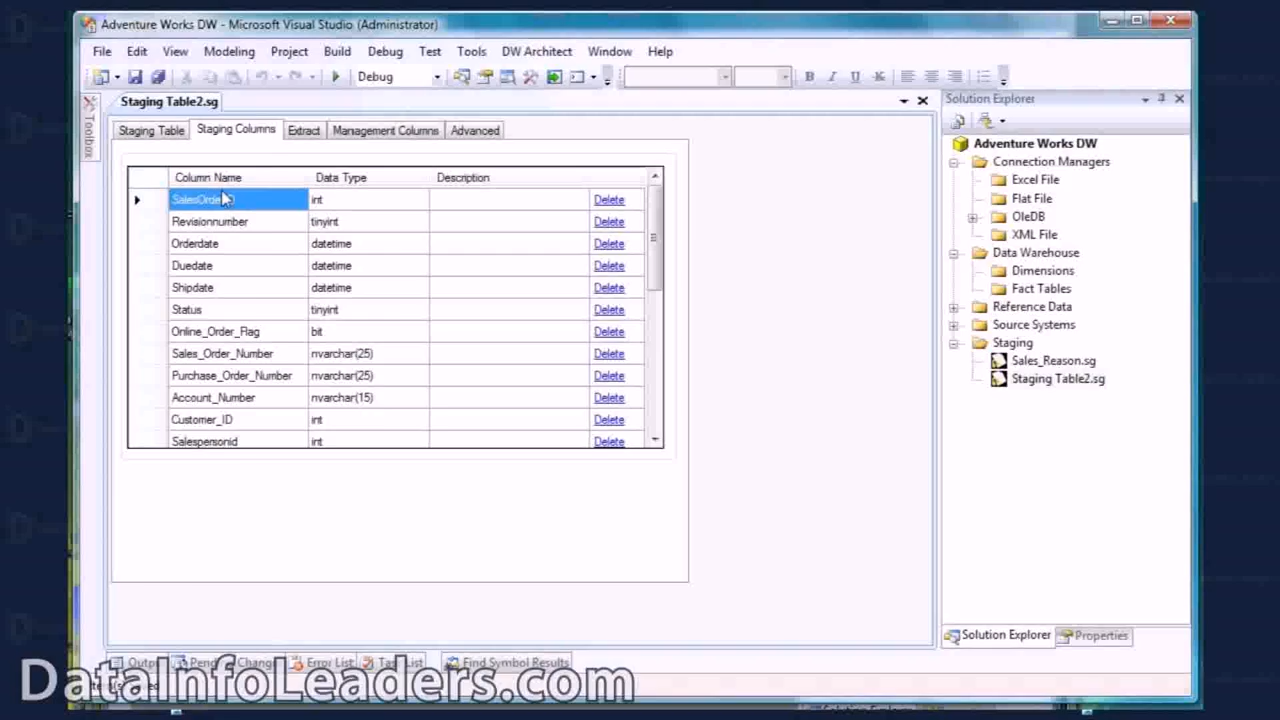 Adventure Works DW - Microsoft Visual Studio (Administrator)
File Edit View Modeling Project Build Debug Test Tools DW Architect Window Help
Debug B I U
Toolbox
Staging Table2.sg
Staging Table Staging Columns Extract Management Columns Advanced
Column Name Data Type Description
int Delete
Revisionnumber tinyint Delete
Orderdate datetime Delete
Duedate datetime Delete
Shipdate datetime Delete
Status tinyint Delete
Online_Order_Flag bit Delete
Sales_Order_Number nvarchar(25) Delete
Purchase_Order_Number nvarchar(25) Delete
Account_Number nvarchar(15) Delete
Customer_ID int Delete
Salespersonid int Delete
Solution Explorer
Adventure Works DW
Connection Managers
Excel File
Flat File
OleDB
XML File
Data Warehouse
Dimensions
Fact Tables
Reference Data
Source Systems
Staging
Sales_Reason.sg
Staging Table2.sg
Solution Explorer Properties
Error List Find Symbol Results
DataInfoLeaders.com